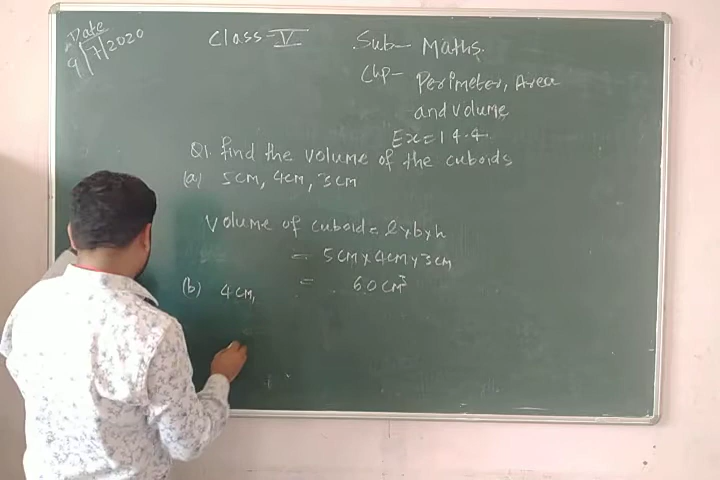 Date
9/7/2020
Class-V
Sub- Maths.
Chp- Perimeter, Area
and volume
Ex=14.4
Q1. find the volume of the cuboids
(a) 5cm, 4cm, 3cm
Volume of cuboid = l×b×h
= 5cm×4cm×3cm
= 60cm³
(b) 4cm,